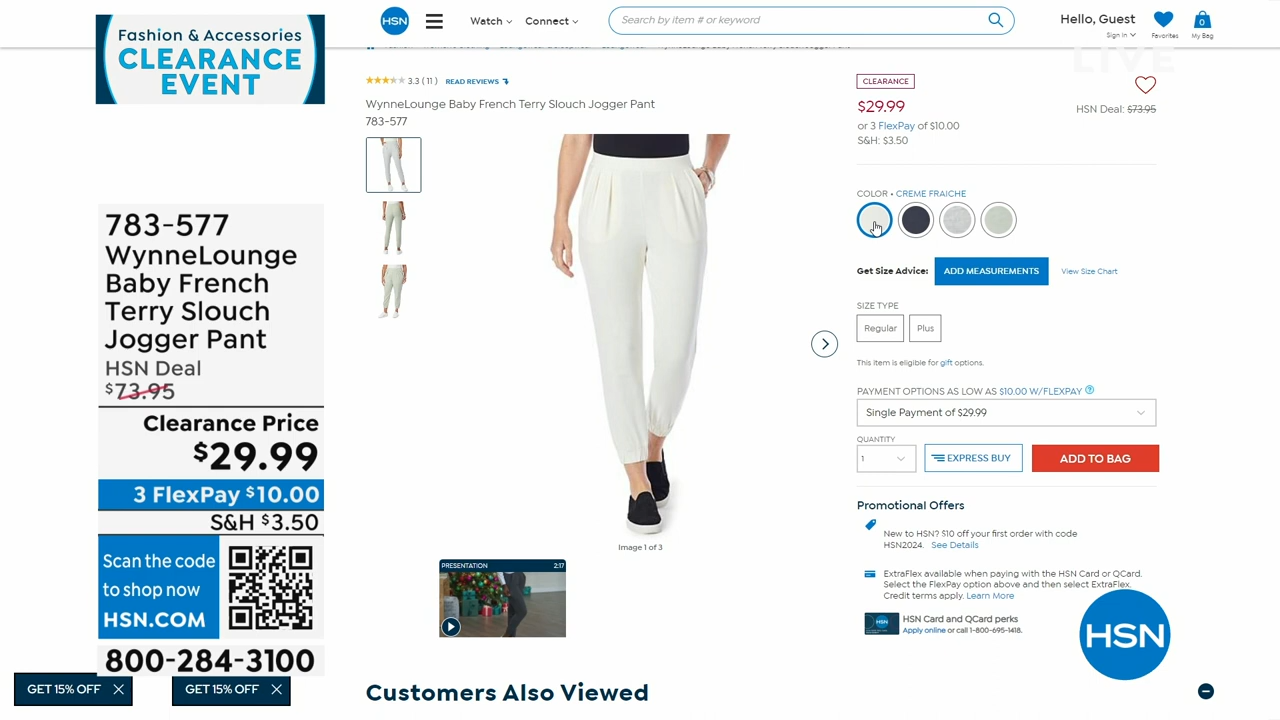 Fashion & Accessories
CLEARANCE
EVENT
HSN
Watch
Connect
Search by item # or keyword
Hello, Guest
Sign In
Favorites
0
My Bag
LIVE
3.3 ( 11 ) READ REVIEWS
WynneLounge Baby French Terry Slouch Jogger Pant
783-577
CLEARANCE
$29.99
HSN Deal: $73.95
or 3 FlexPay of $10.00
S&H: $3.50
COLOR • CREME FRAICHE
Get Size Advice:
ADD MEASUREMENTS
View Size Chart
SIZE TYPE
Regular
Plus
This item is eligible for gift options.
PAYMENT OPTIONS AS LOW AS $10.00 W/FLEXPAY ?
Single Payment of $29.99
QUANTITY
1
EXPRESS BUY
ADD TO BAG
Promotional Offers
New to HSN? $10 off your first order with code
HSN2024. See Details
ExtraFlex available when paying with the HSN Card or QCard.
Select the FlexPay option above and then select ExtraFlex.
Credit terms apply. Learn More
HSN
HSN Card and QCard perks
Apply online or call 1-800-695-1418.
HSN
Image 1 of 3
PRESENTATION 2:17
783-577
WynneLounge
Baby French
Terry Slouch
Jogger Pant
HSN Deal
$73.95
Clearance Price
$29.99
3 FlexPay $10.00
S&H $3.50
Scan the code
to shop now
HSN.COM
800-284-3100
GET 15% OFF
GET 15% OFF
Customers Also Viewed